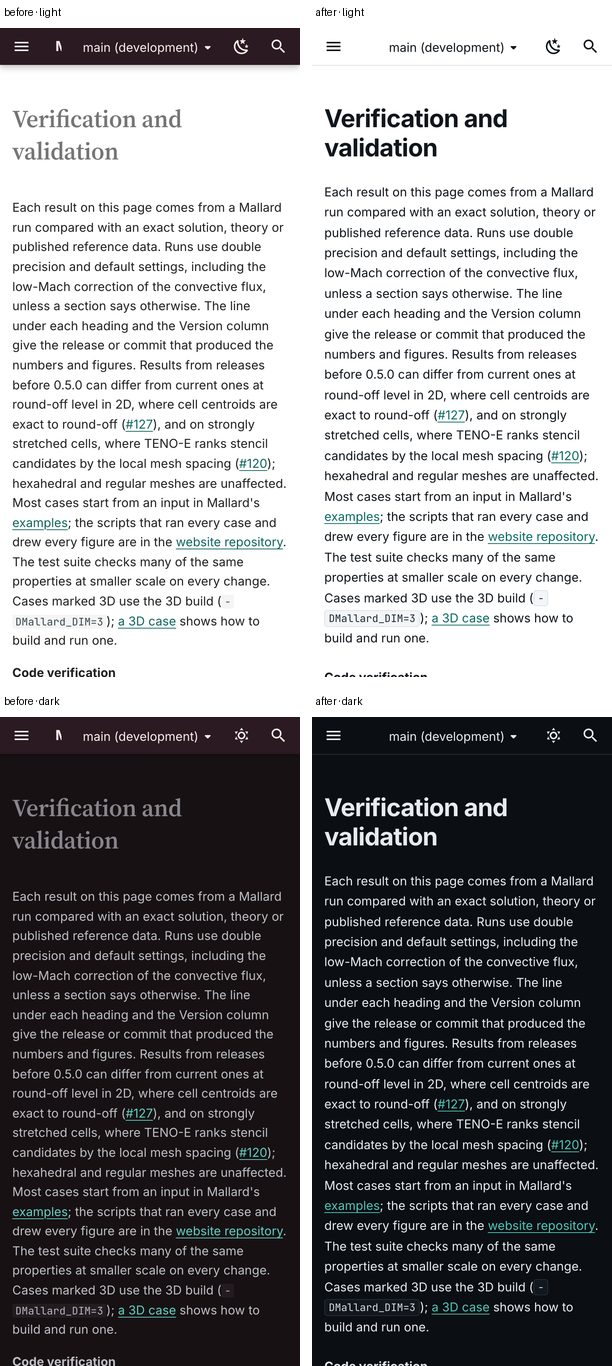 before·light
main (development)
Verification and
validation
Each result on this page comes from a Mallard
run compared with an exact solution, theory or
published reference data. Runs use double
precision and default settings, including the
low-Mach correction of the convective flux,
unless a section says otherwise. The line
under each heading and the Version column
give the release or commit that produced the
numbers and figures. Results from releases
before 0.5.0 can differ from current ones at
round-off level in 2D, where cell centroids are
exact to round-off (#127), and on strongly
stretched cells, where TENO-E ranks stencil
candidates by the local mesh spacing (#120);
hexahedral and regular meshes are unaffected.
Most cases start from an input in Mallard's
examples; the scripts that ran every case and
drew every figure are in the website repository.
The test suite checks many of the same
properties at smaller scale on every change.
Cases marked 3D use the 3D build ( -
DMallard_DIM=3 ); a 3D case shows how to
build and run one.
Code verification
after·light
main (development)
Verification and
validation
Each result on this page comes from a Mallard
run compared with an exact solution, theory or
published reference data. Runs use double
precision and default settings, including the
low-Mach correction of the convective flux,
unless a section says otherwise. The line
under each heading and the Version column
give the release or commit that produced the
numbers and figures. Results from releases
before 0.5.0 can differ from current ones at
round-off level in 2D, where cell centroids are
exact to round-off (#127), and on strongly
stretched cells, where TENO-E ranks stencil
candidates by the local mesh spacing (#120);
hexahedral and regular meshes are unaffected.
Most cases start from an input in Mallard's
examples; the scripts that ran every case and
drew every figure are in the website repository.
The test suite checks many of the same
properties at smaller scale on every change.
Cases marked 3D use the 3D build ( -
DMallard_DIM=3 ); a 3D case shows how to
build and run one.
Code verification
before·dark
main (development)
Verification and
validation
Each result on this page comes from a Mallard
run compared with an exact solution, theory or
published reference data. Runs use double
precision and default settings, including the
low-Mach correction of the convective flux,
unless a section says otherwise. The line
under each heading and the Version column
give the release or commit that produced the
numbers and figures. Results from releases
before 0.5.0 can differ from current ones at
round-off level in 2D, where cell centroids are
exact to round-off (#127), and on strongly
stretched cells, where TENO-E ranks stencil
candidates by the local mesh spacing (#120);
hexahedral and regular meshes are unaffected.
Most cases start from an input in Mallard's
examples; the scripts that ran every case and
drew every figure are in the website repository.
The test suite checks many of the same
properties at smaller scale on every change.
Cases marked 3D use the 3D build ( -
DMallard_DIM=3 ); a 3D case shows how to
build and run one.
Code verification
after·dark
main (development)
Verification and
validation
Each result on this page comes from a Mallard
run compared with an exact solution, theory or
published reference data. Runs use double
precision and default settings, including the
low-Mach correction of the convective flux,
unless a section says otherwise. The line
under each heading and the Version column
give the release or commit that produced the
numbers and figures. Results from releases
before 0.5.0 can differ from current ones at
round-off level in 2D, where cell centroids are
exact to round-off (#127), and on strongly
stretched cells, where TENO-E ranks stencil
candidates by the local mesh spacing (#120);
hexahedral and regular meshes are unaffected.
Most cases start from an input in Mallard's
examples; the scripts that ran every case and
drew every figure are in the website repository.
The test suite checks many of the same
properties at smaller scale on every change.
Cases marked 3D use the 3D build ( -
DMallard_DIM=3 ); a 3D case shows how to
build and run one.
Code verification